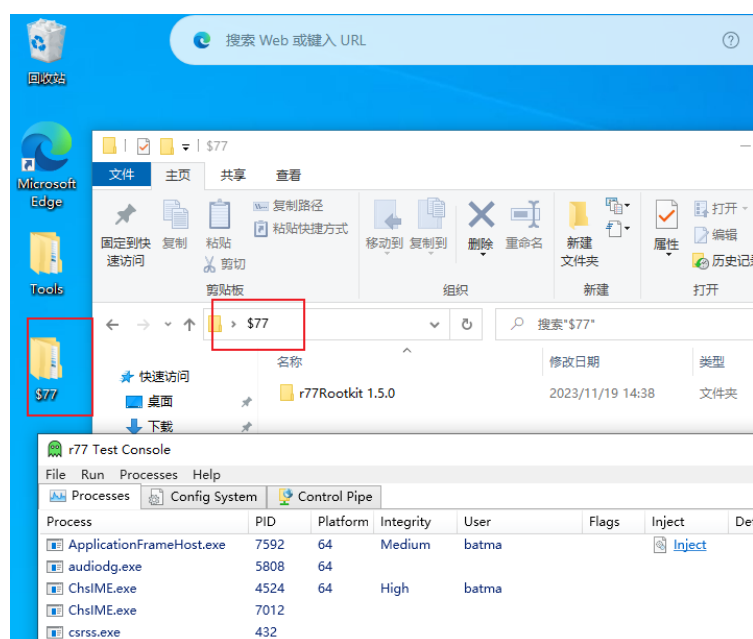 搜索 Web 或键入 URL
回收站
Microsoft Edge
Tools
$77
$77
文件 主页 共享 查看
固定到快速访问 复制 粘贴 复制路径 粘贴快捷方式 剪切 移动到 复制到 删除 重命名 新建文件夹 属性 打开 编辑
剪贴板 组织 新建 打开
$77 搜索"$77"
快速访问
桌面
下载
名称 修改日期 类型
r77Rootkit 1.5.0 2023/11/19 14:38 文件夹
r77 Test Console
File Run Processes Help
Processes Config System Control Pipe
Process PID Platform Integrity User Flags Inject
ApplicationFrameHost.exe 7592 64 Medium batma Inject
audiodg.exe 5808 64
ChsIME.exe 4524 64 High batma
ChsIME.exe 7012
csrss.exe 432